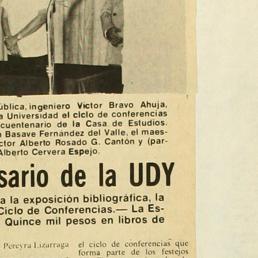 ública, ingeniero Víctor Bravo Ahuja,
a Universidad el ciclo de conferencias
cuentenario de la Casa de Estudios.
n Basave Fernández del Valle, el maes-
ctor Alberto Rosado G. Cantón y (par-
Alberto Cervera Espejo.
sario de la UDY
a la exposición bibliográfica, la
Ciclo de Conferencias.— La Es-
Quince mil pesos en libros de
Pereyra Lizarraga
el ciclo de conferencias que
forma parte de los festejos